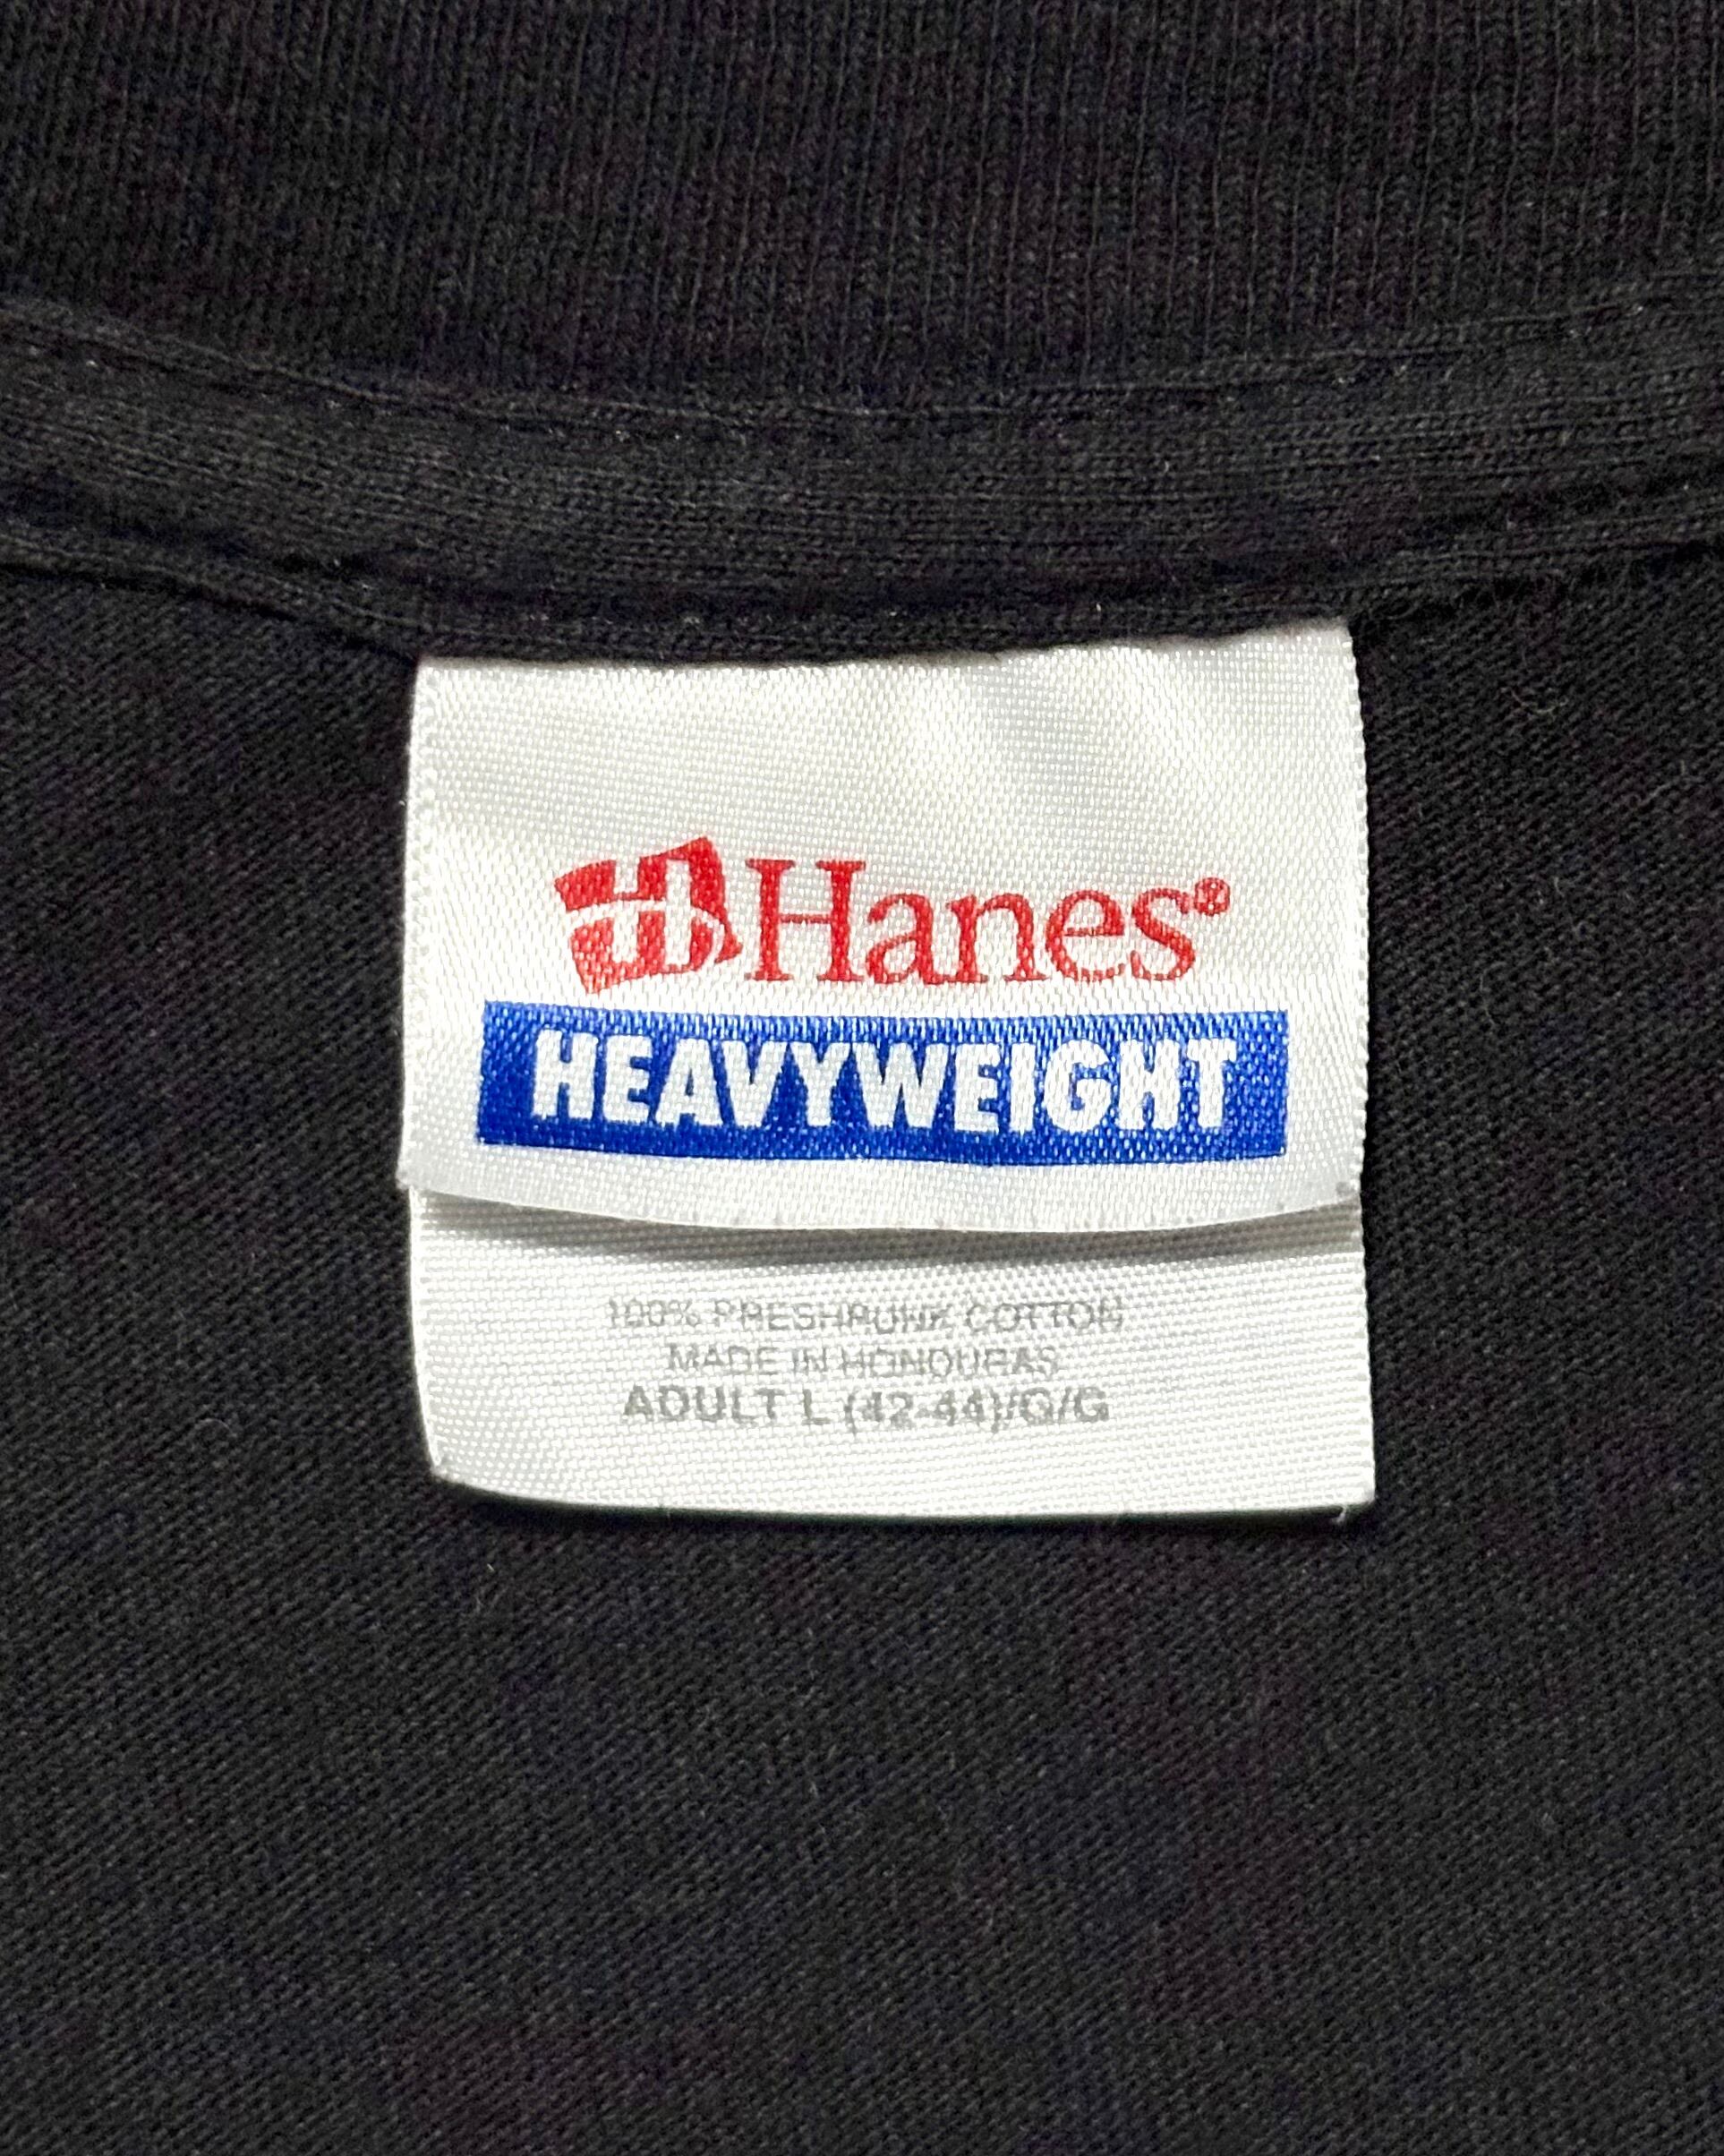 Hanes®
HEAVYWEIGHT
100% PRESHRUNK COTTON
MADE IN HONDURAS
ADULT L (42-44)/G/G